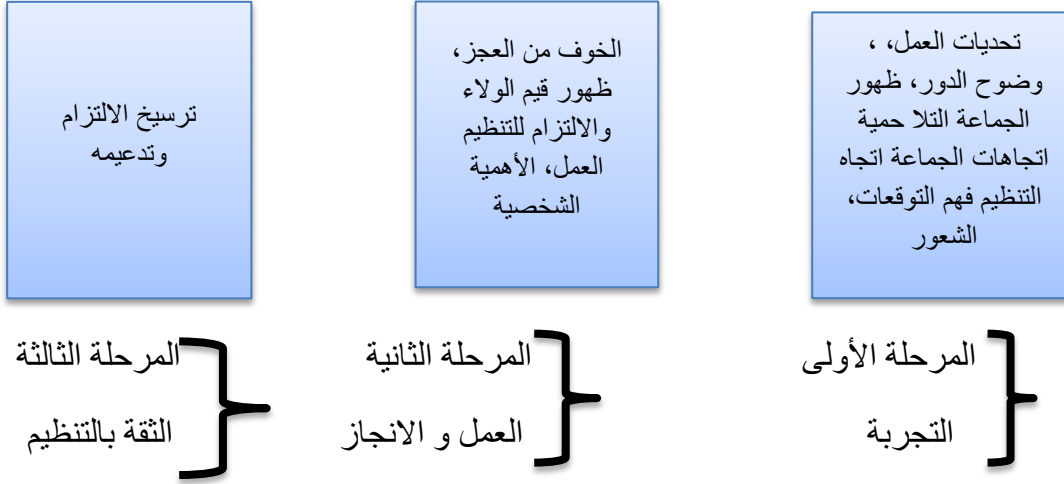 تحديات العمل، ،
وضوح الدور، ظهور
الجماعة التلا حمية
اتجاهات الجماعة اتجاه
التنظيم فهم التوقعات،
الشعور
الخوف من العجز،
ظهور قيم الولاء
والالتزام للتنظيم
العمل، الأهمية
الشخصية
ترسيخ الالتزام
وتدعيمه
المرحلة الأولى
التجربة
المرحلة الثانية
العمل و الانجاز
المرحلة الثالثة
الثقة بالتنظيم